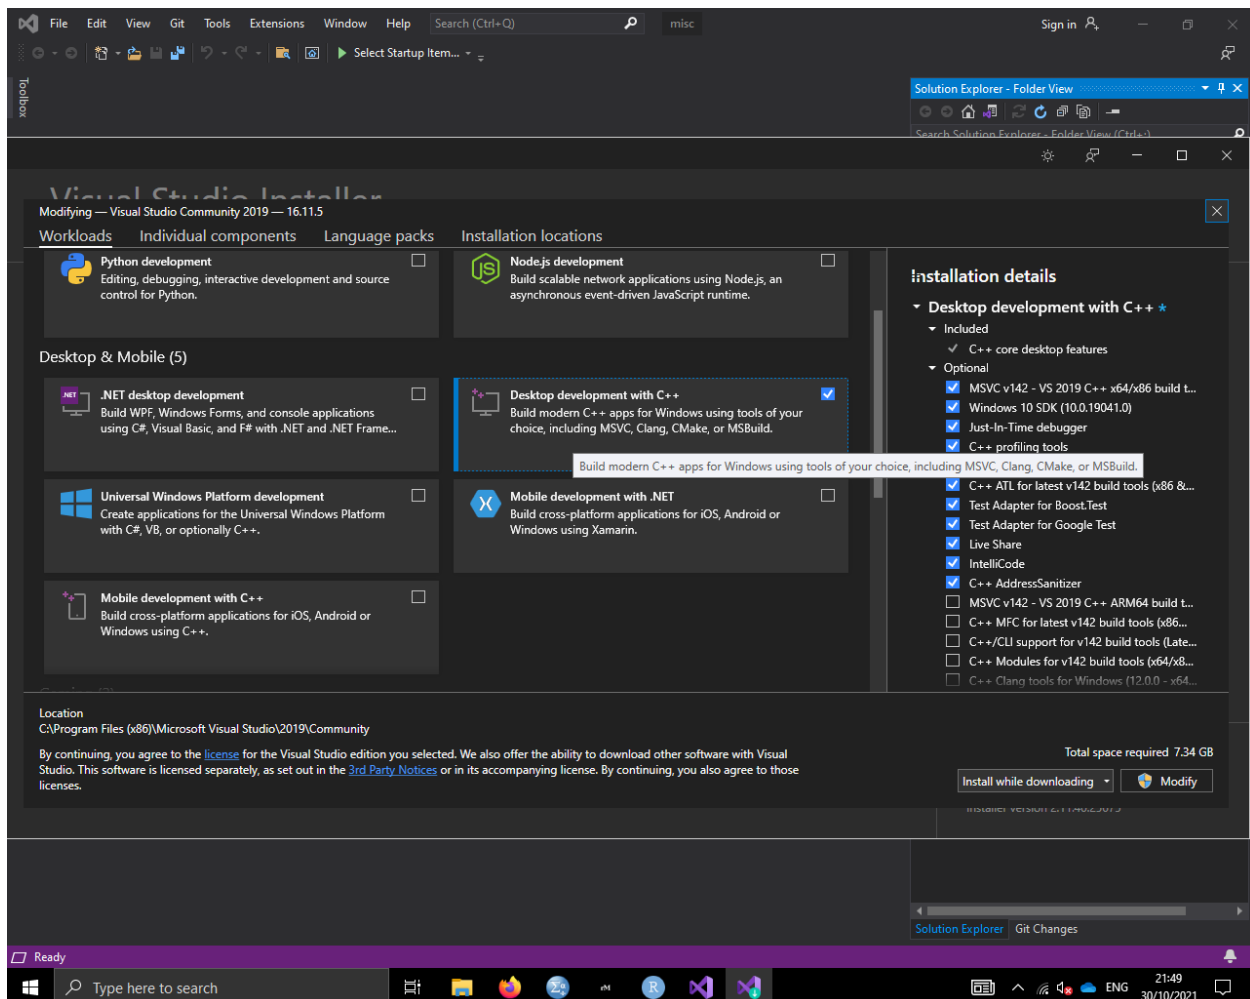 File Edit View Git Tools Extensions Window Help Search (Ctrl+Q) misc Sign in
Select Startup Item...
Toolbox
Solution Explorer - Folder View
Search Solution Explorer - Folder View (Ctrl+;)
Visual Studio Installer
Modifying — Visual Studio Community 2019 — 16.11.5
Workloads Individual components Language packs Installation locations
Python development
Editing, debugging, interactive development and source
control for Python.
Node.js development
Build scalable network applications using Node.js, an
asynchronous event-driven JavaScript runtime.
Desktop & Mobile (5)
.NET desktop development
Build WPF, Windows Forms, and console applications
using C#, Visual Basic, and F# with .NET and .NET Frame...
Desktop development with C++
Build modern C++ apps for Windows using tools of your
choice, including MSVC, Clang, CMake, or MSBuild.
Build modern C++ apps for Windows using tools of your choice, including MSVC, Clang, CMake, or MSBuild.
Universal Windows Platform development
Create applications for the Universal Windows Platform
with C#, VB, or optionally C++.
Mobile development with .NET
Build cross-platform applications for iOS, Android or
Windows using Xamarin.
Mobile development with C++
Build cross-platform applications for iOS, Android or
Windows using C++.
Installation details
Desktop development with C++ *
Included
C++ core desktop features
Optional
MSVC v142 - VS 2019 C++ x64/x86 build t...
Windows 10 SDK (10.0.19041.0)
Just-In-Time debugger
C++ profiling tools
C++ ATL for latest v142 build tools (x86 &...
Test Adapter for Boost.Test
Test Adapter for Google Test
Live Share
IntelliCode
C++ AddressSanitizer
MSVC v142 - VS 2019 C++ ARM64 build t...
C++ MFC for latest v142 build tools (x86...
C++/CLI support for v142 build tools (Late...
C++ Modules for v142 build tools (x64/x8...
C++ Clang tools for Windows (12.0.0 - x64...
Location
C:\Program Files (x86)\Microsoft Visual Studio\2019\Community
By continuing, you agree to the license for the Visual Studio edition you selected. We also offer the ability to download other software with Visual
Studio. This software is licensed separately, as set out in the 3rd Party Notices or in its accompanying license. By continuing, you also agree to those
licenses.
Total space required 7.34 GB
Install while downloading Modify
Solution Explorer Git Changes
Ready
Type here to search
ENG
21:49
30/10/2021